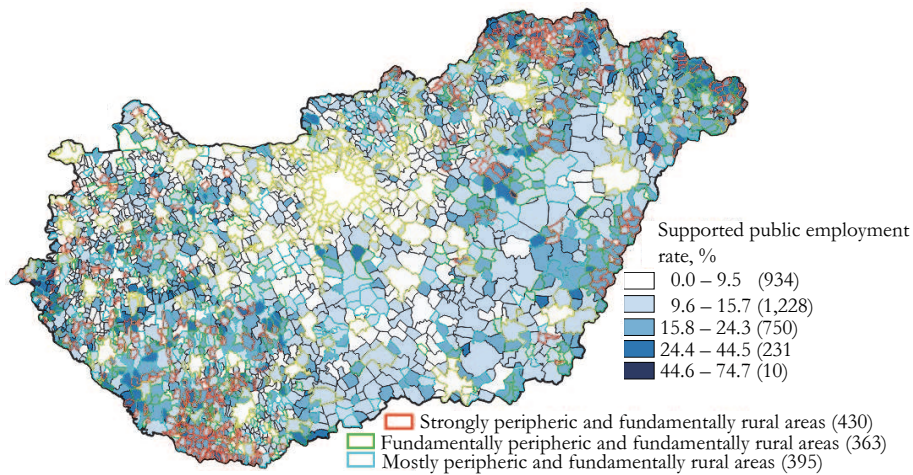 Supported public employment
rate, %
0.0 – 9.5 (934)
9.6 – 15.7 (1,228)
15.8 – 24.3 (750)
24.4 – 44.5 (231
44.6 – 74.7 (10)
Strongly peripheric and fundamentally rural areas (430)
Fundamentally peripheric and fundamentally rural areas (363)
Mostly peripheric and fundamentally rural areas (395)